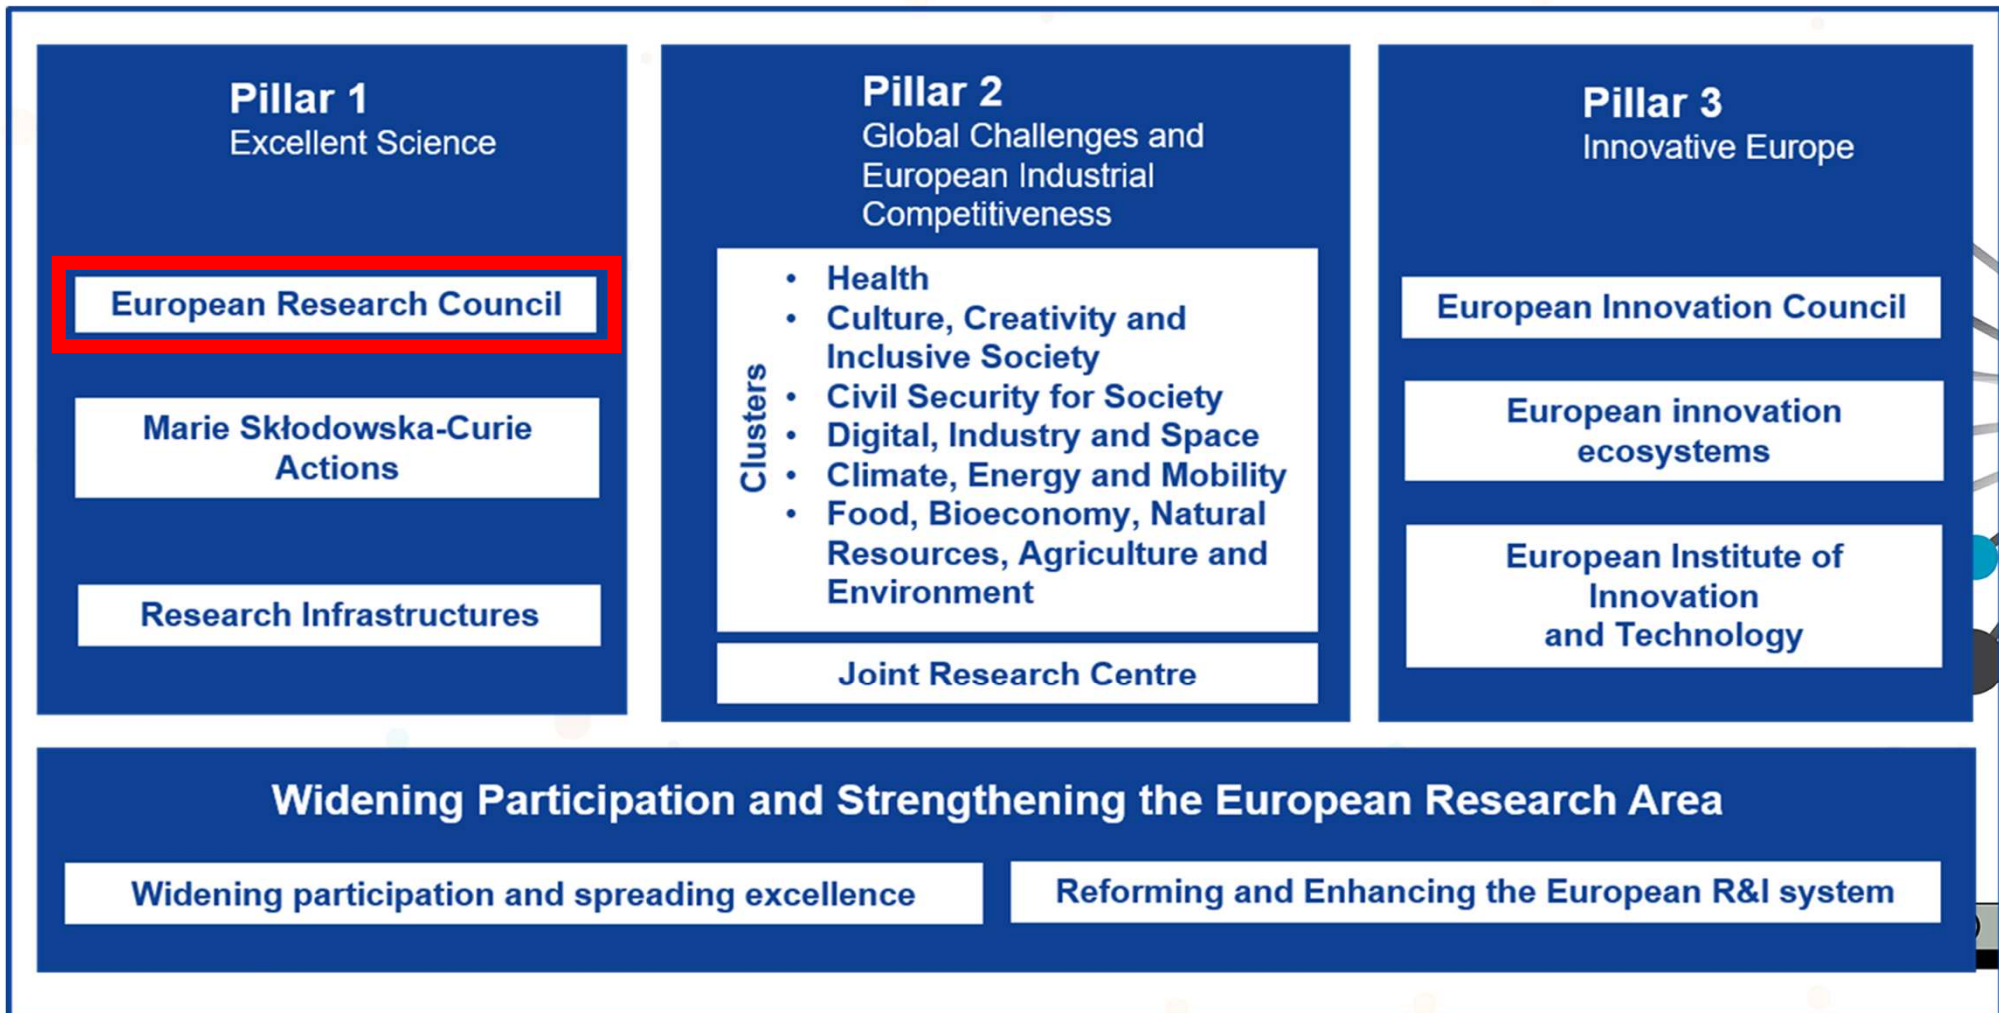 Pillar 1
Excellent Science
European Research Council
Marie Skłodowska-Curie
Actions
Research Infrastructures
Pillar 2
Global Challenges and
European Industrial
Competitiveness
Clusters
• Health
• Culture, Creativity and
Inclusive Society
• Civil Security for Society
• Digital, Industry and Space
• Climate, Energy and Mobility
• Food, Bioeconomy, Natural
Resources, Agriculture and
Environment
Joint Research Centre
Pillar 3
Innovative Europe
European Innovation Council
European innovation
ecosystems
European Institute of
Innovation
and Technology
Widening Participation and Strengthening the European Research Area
Widening participation and spreading excellence
Reforming and Enhancing the European R&I system